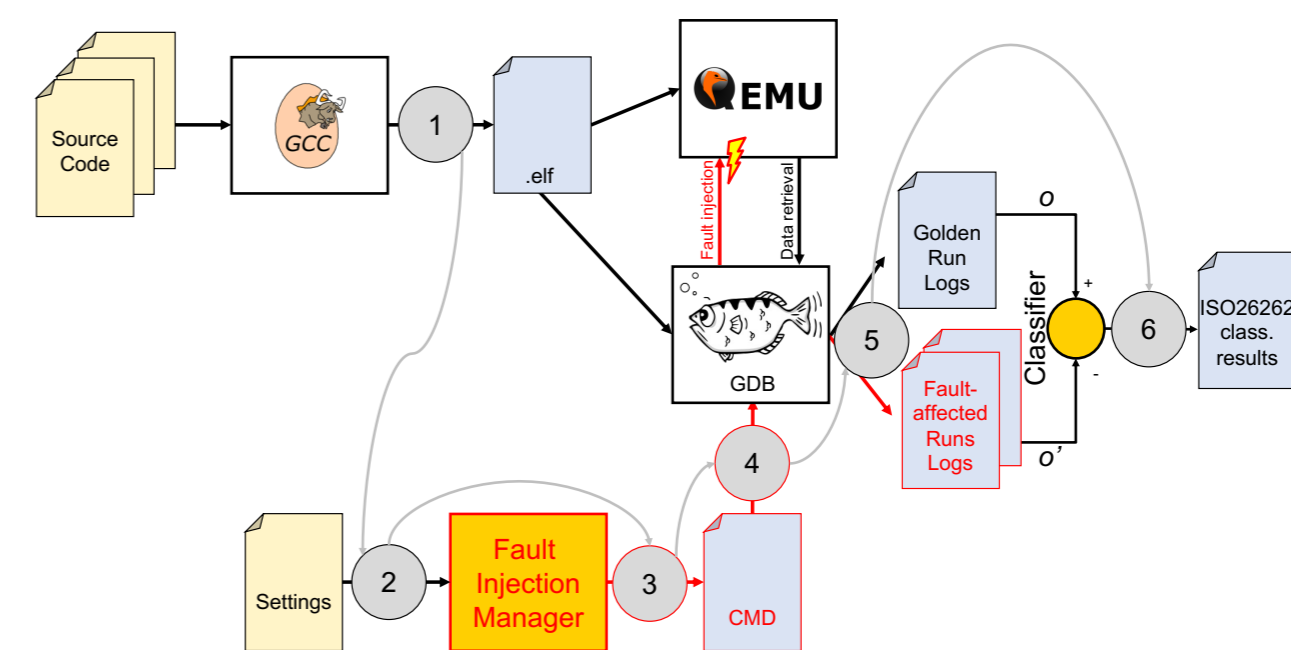 Source
Code
GCC
1
.elf
QEMU
Fault injection
Data retrieval
GDB
5
Golden
Run
Logs
Fault-
affected
Runs
Logs
O
O'
+
-
Classifier
6
ISO26262
class.
results
4
Settings
2
Fault
Injection
Manager
3
CMD